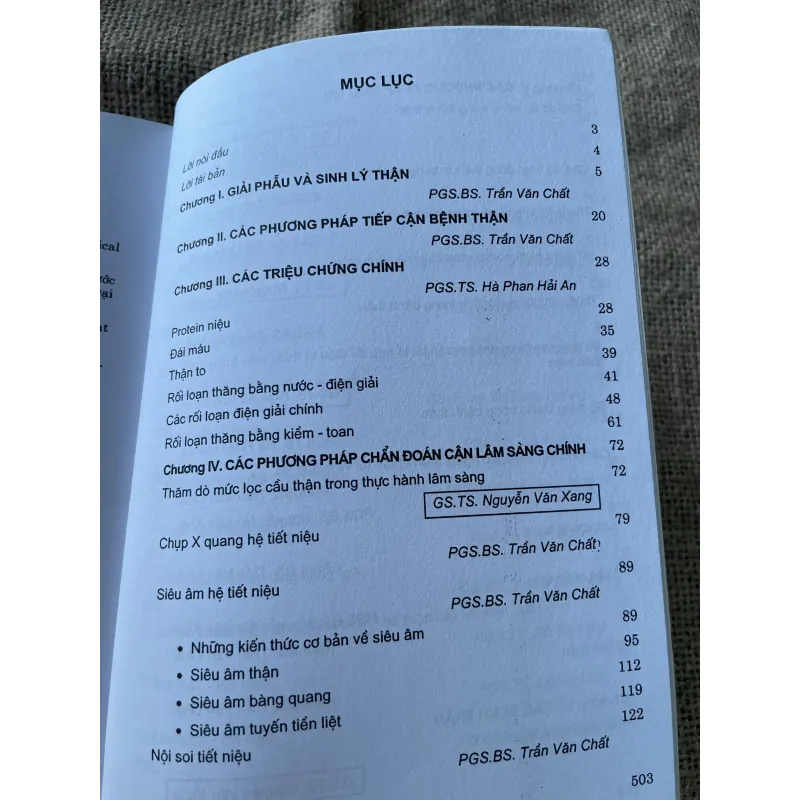 ical
ước
tại
at
MỤC LỤC
Lời nói đầu 3
Lời tái bản 4
Chương I. GIẢI PHẪU VÀ SINH LÝ THẬN 5
PGS.BS. Trần Văn Chất
Chương II. CÁC PHƯƠNG PHÁP TIẾP CẬN BỆNH THẬN 20
PGS.BS. Trần Văn Chất
Chương III. CÁC TRIỆU CHỨNG CHÍNH 28
PGS.TS. Hà Phan Hải An
Protein niệu 28
Đái máu 35
Thận to 39
Rối loạn thăng bằng nước - điện giải 41
Các rối loạn điện giải chính 48
Rối loạn thăng bằng kiềm - toan 61
Chương IV. CÁC PHƯƠNG PHÁP CHẨN ĐOÁN CẬN LÂM SÀNG CHÍNH 72
Thăm dò mức lọc cầu thận trong thực hành lâm sàng 72
GS.TS. Nguyễn Văn Xang
Chụp X quang hệ tiết niệu 79
PGS.BS. Trần Văn Chất
Siêu âm hệ tiết niệu 89
PGS.BS. Trần Văn Chất
• Những kiến thức cơ bản về siêu âm 89
• Siêu âm thận 95
• Siêu âm bàng quang 112
• Siêu âm tuyến tiền liệt 119
Nội soi tiết niệu 122
PGS.BS. Trần Văn Chất
503